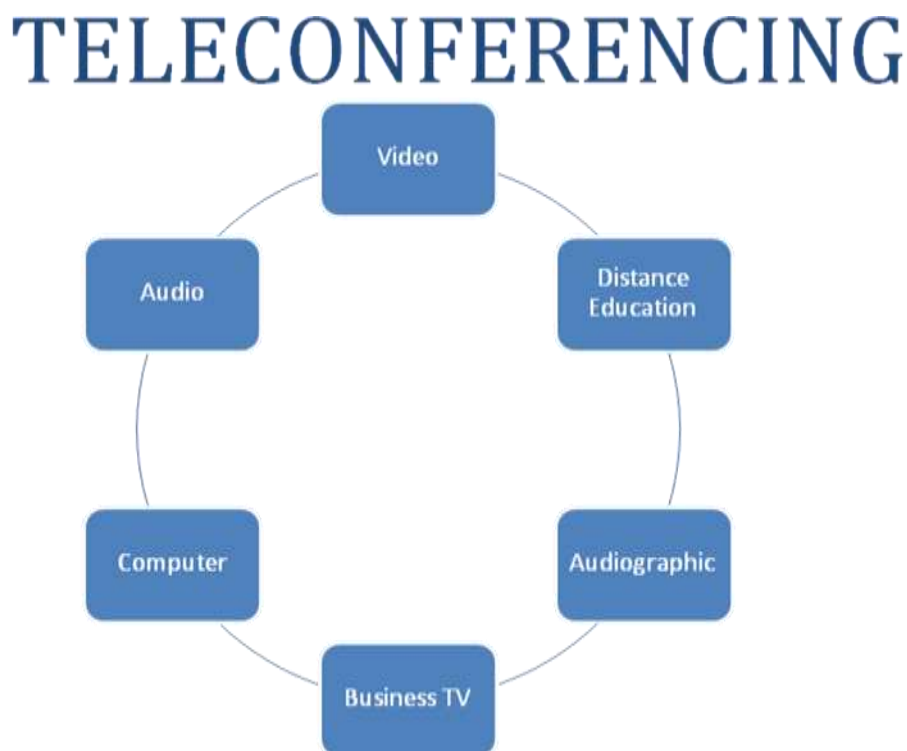 TELECONFERENCING
Video
Distance
Education
Audiographic
Business TV
Computer
Audio